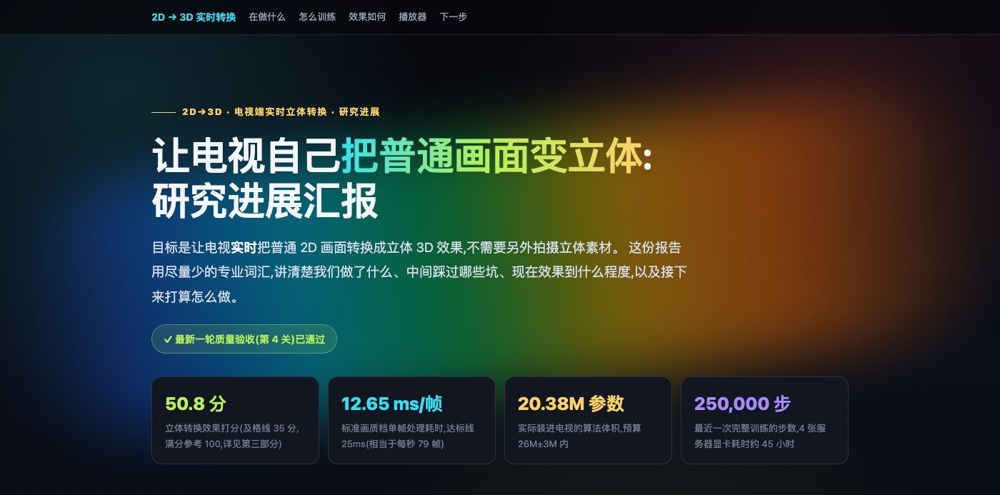 2D → 3D 实时转换 在做什么 怎么训练 效果如何 播放器 下一步
2D→3D · 电视端实时立体转换 · 研究进展
让电视自己把普通画面变立体:
研究进展汇报
目标是让电视实时把普通 2D 画面转换成立体 3D 效果,不需要另外拍摄立体素材。 这份报告
用尽量少的专业词汇,讲清楚我们做了什么、中间踩过哪些坑、现在效果到什么程度,以及接下
来打算怎么做。
✓ 最新一轮质量验收(第 4 关)已通过
50.8 分
立体转换效果打分(及格线 35 分,
满分参考 100,详见第三部分)
12.65 ms/帧
标准画质档单帧处理耗时,达标线
25ms(相当于每秒 79 帧)
20.38M 参数
实际装进电视的算法体积,预算
26M±3M 内
250,000 步
最近一次完整训练的步数,4 张服
务器显卡耗时约 45 小时